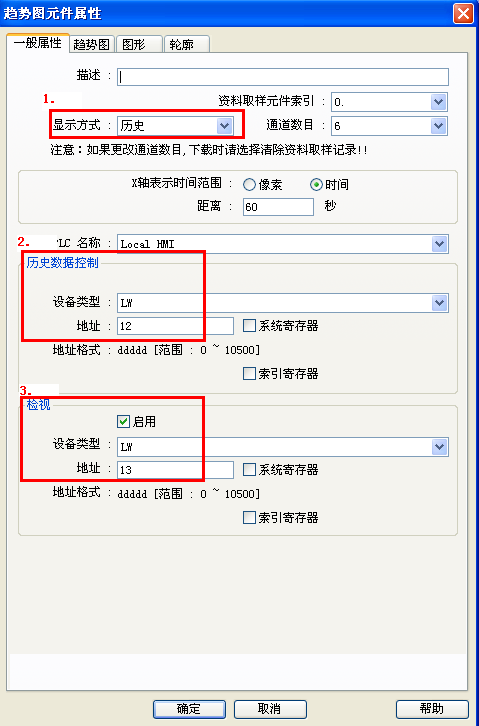 趋势图元件属性
一般属性 趋势图 图形 轮廓
描述 :
1.
资料取样元件索引 : 0.
显示方式 : 历史 通道数目 : 6
注意：如果更改通道数目,下载时请选择清除资料取样记录!!
X轴表示时间范围 : 像素 时间
距离 : 60 秒
2. PLC 名称 : Local HMI
历史数据控制
设备类型 : LW
地址 : 12 系统寄存器
地址格式 : ddddd [范围 : 0 ~ 10500]
索引寄存器
3.
检视
启用
设备类型 : LW
地址 : 13 系统寄存器
地址格式 : ddddd [范围 : 0 ~ 10500]
索引寄存器
确定 取消 帮助